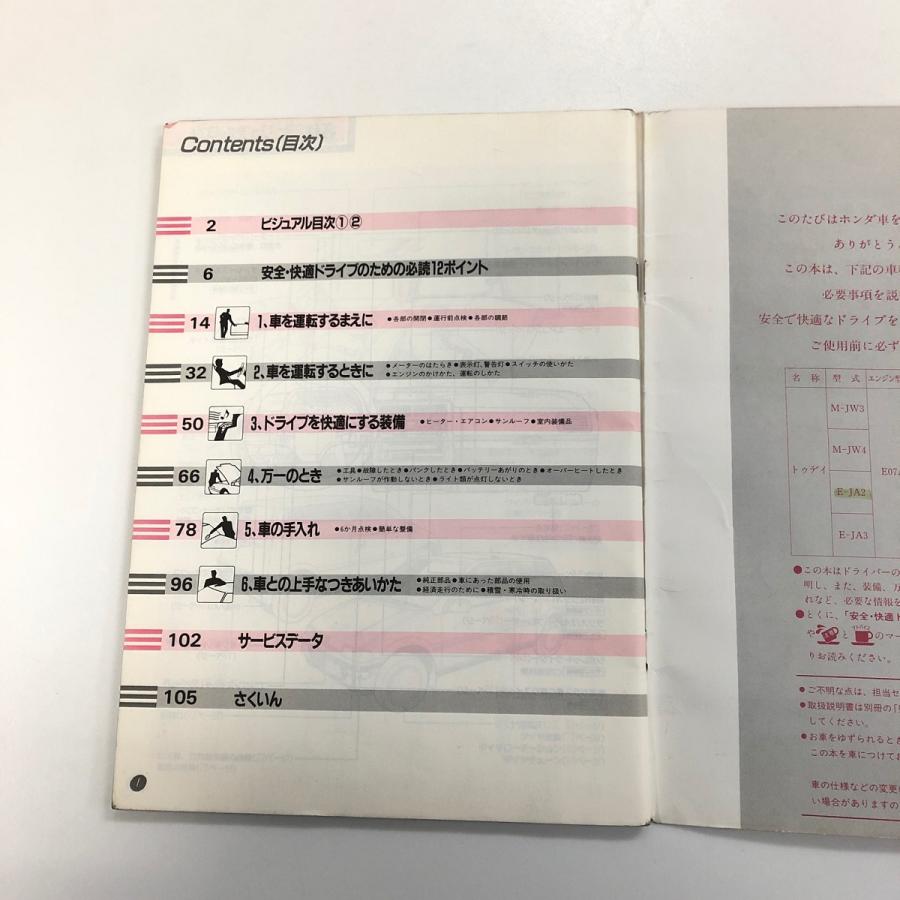 Contents(目次)
2 ビジュアル目次①②
6 安全・快適ドライブのための必読12ポイント
14 1、車を運転するまえに ●各部の開閉●運行前点検●各部の調節
32 2、車を運転するときに ●メーターのはたらき●表示灯、警告灯●スイッチの使いかた
●エンジンのかけかた、運転のしかた
50 3、ドライブを快適にする装備 ●ヒーター・エアコン●サンルーフ●室内装備品
66 4、万一のとき ●工具●故障したとき●パンクしたとき●バッテリーあがりのとき●オーバーヒートしたとき
●サンルーフが作動しないとき●ライト類が点灯しないとき
78 5、車の手入れ ●6か月点検●簡単な整備
96 6、車との上手なつきあいかた ●純正部品●車にあった部品の使用
●経済走行のために●積雪・寒冷時の取り扱い
102 サービスデータ
105 さくいん
1
このたびはホンダ車を
ありがとう
この本は、下記の車
必要事項を説
安全で快適なドライブを
ご使用前に必ず
名称 型式 エンジン型
トゥデイ
M-JW3
M-JW4
E-JA2
E-JA3
E07
●この本はドライバーの
明し、また、装備、万
れなど、必要な情報を
●とくに、「安全・快適ド
や と のマー
りお読みください。
●ご不明な点は、担当セ
●取扱説明書は別冊の「
してください。
●お車をゆずられるとき
この本を車につけてお
車の仕様などの変更
い場合がありますの